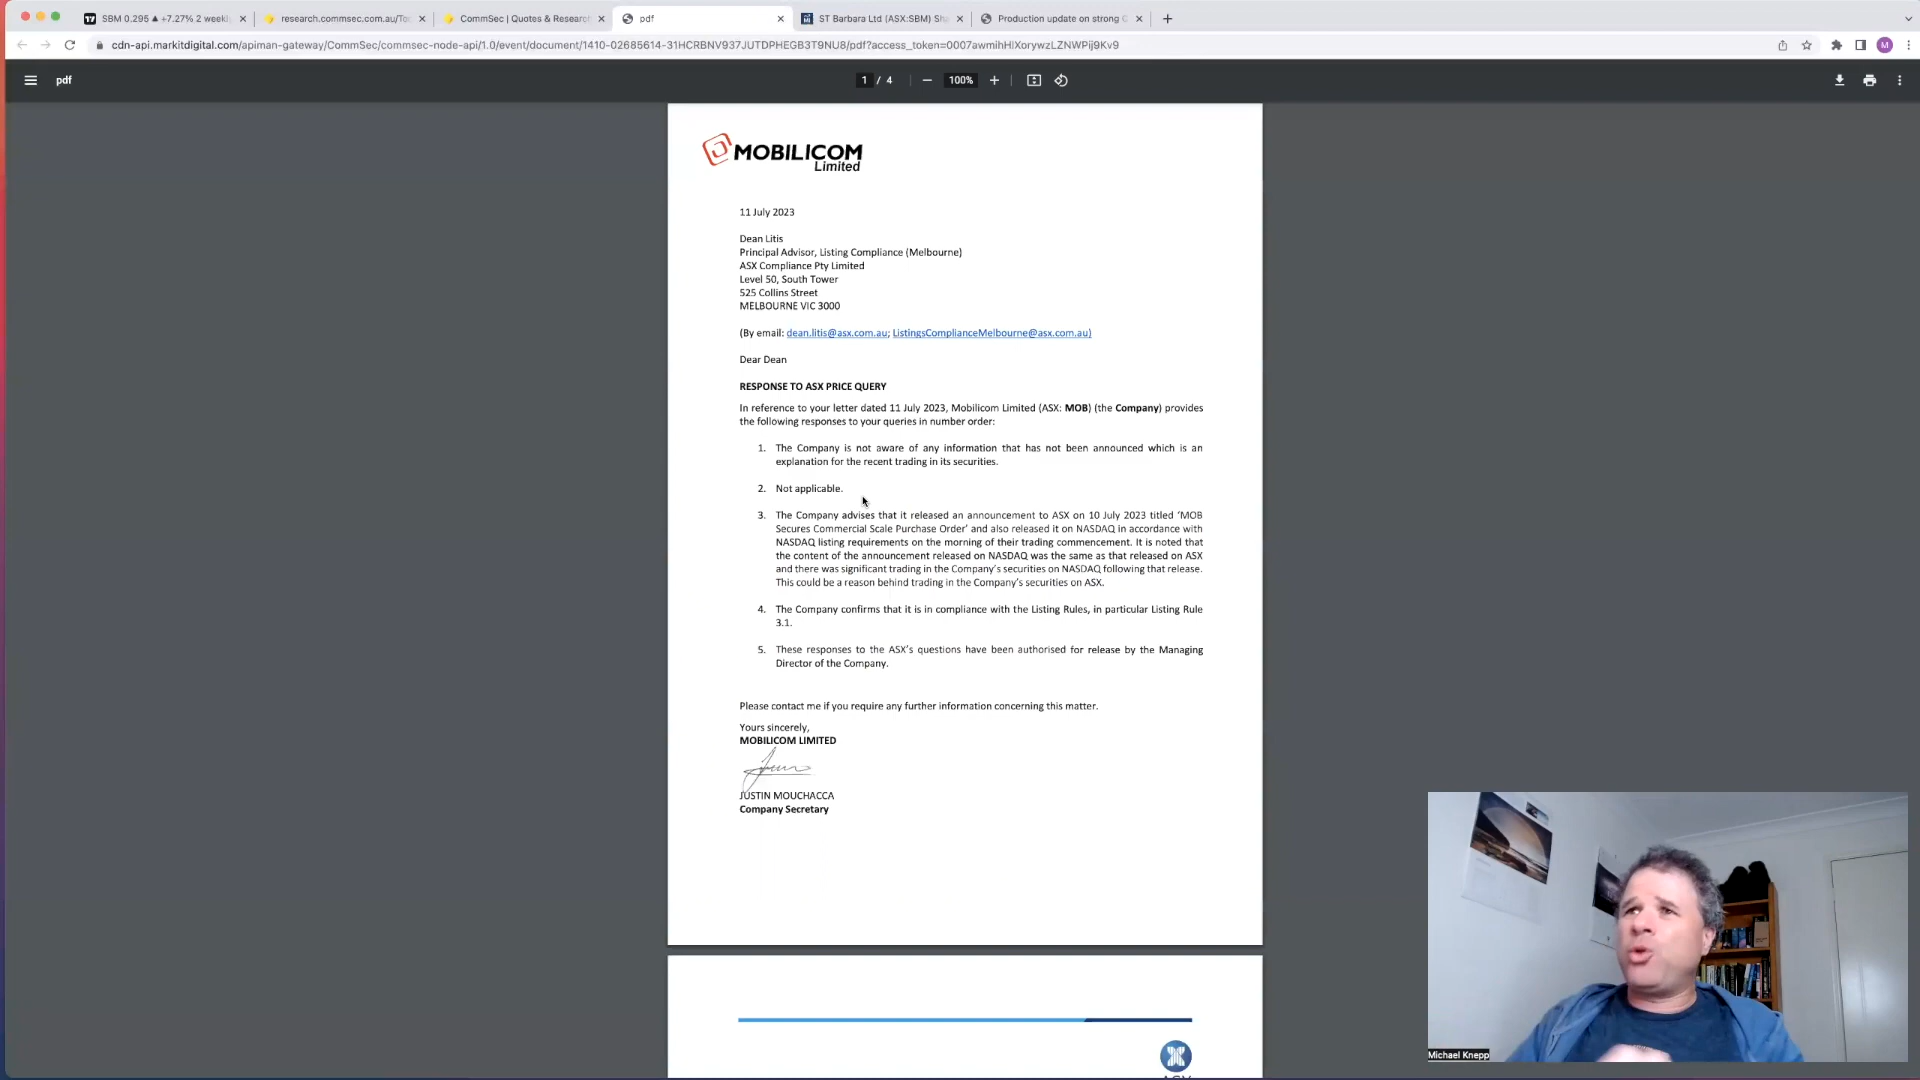 SBM 0.295 ▲ +7.27% 2 weekl
research.commsec.com.au/To
CommSec | Quotes & Research
pdf
ST Barbara Ltd (ASX:SBM) Sha
Production update on strong C
cdn-api.markitdigital.com/apiman-gateway/CommSec/commsec-node-api/1.0/event/document/1410-02685614-31HCRBNV937JUTDPHEGB3T9NU8/pdf?access_token=0007awmihHlXorywzLZNWPij9Kv9
M
pdf
1 / 4
100%
MOBILICOM
Limited
11 July 2023
Dean Litis
Principal Advisor, Listing Compliance (Melbourne)
ASX Compliance Pty Limited
Level 50, South Tower
525 Collins Street
MELBOURNE VIC 3000
(By email: dean.litis@asx.com.au; ListingsComplianceMelbourne@asx.com.au)
Dear Dean
RESPONSE TO ASX PRICE QUERY
In reference to your letter dated 11 July 2023, Mobilicom Limited (ASX: MOB) (the Company) provides
the following responses to your queries in number order:
1. The Company is not aware of any information that has not been announced which is an
explanation for the recent trading in its securities.
2. Not applicable.
3. The Company advises that it released an announcement to ASX on 10 July 2023 titled ‘MOB
Secures Commercial Scale Purchase Order’ and also released it on NASDAQ in accordance with
NASDAQ listing requirements on the morning of their trading commencement. It is noted that
the content of the announcement released on NASDAQ was the same as that released on ASX
and there was significant trading in the Company’s securities on NASDAQ following that release.
This could be a reason behind trading in the Company’s securities on ASX.
4. The Company confirms that it is in compliance with the Listing Rules, in particular Listing Rule
3.1.
5. These responses to the ASX’s questions have been authorised for release by the Managing
Director of the Company.
Please contact me if you require any further information concerning this matter.
Yours sincerely,
MOBILICOM LIMITED
JUSTIN MOUCHACCA
Company Secretary
Michael Knepp